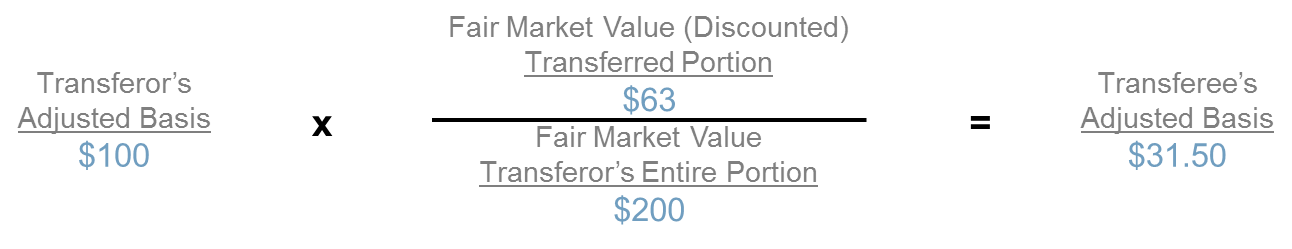 Transferor's
Adjusted Basis
$100
x
Fair Market Value (Discounted)
Transferred Portion
$63
Fair Market Value
Transferor's Entire Portion
$200
=
Transferee's
Adjusted Basis
$31.50